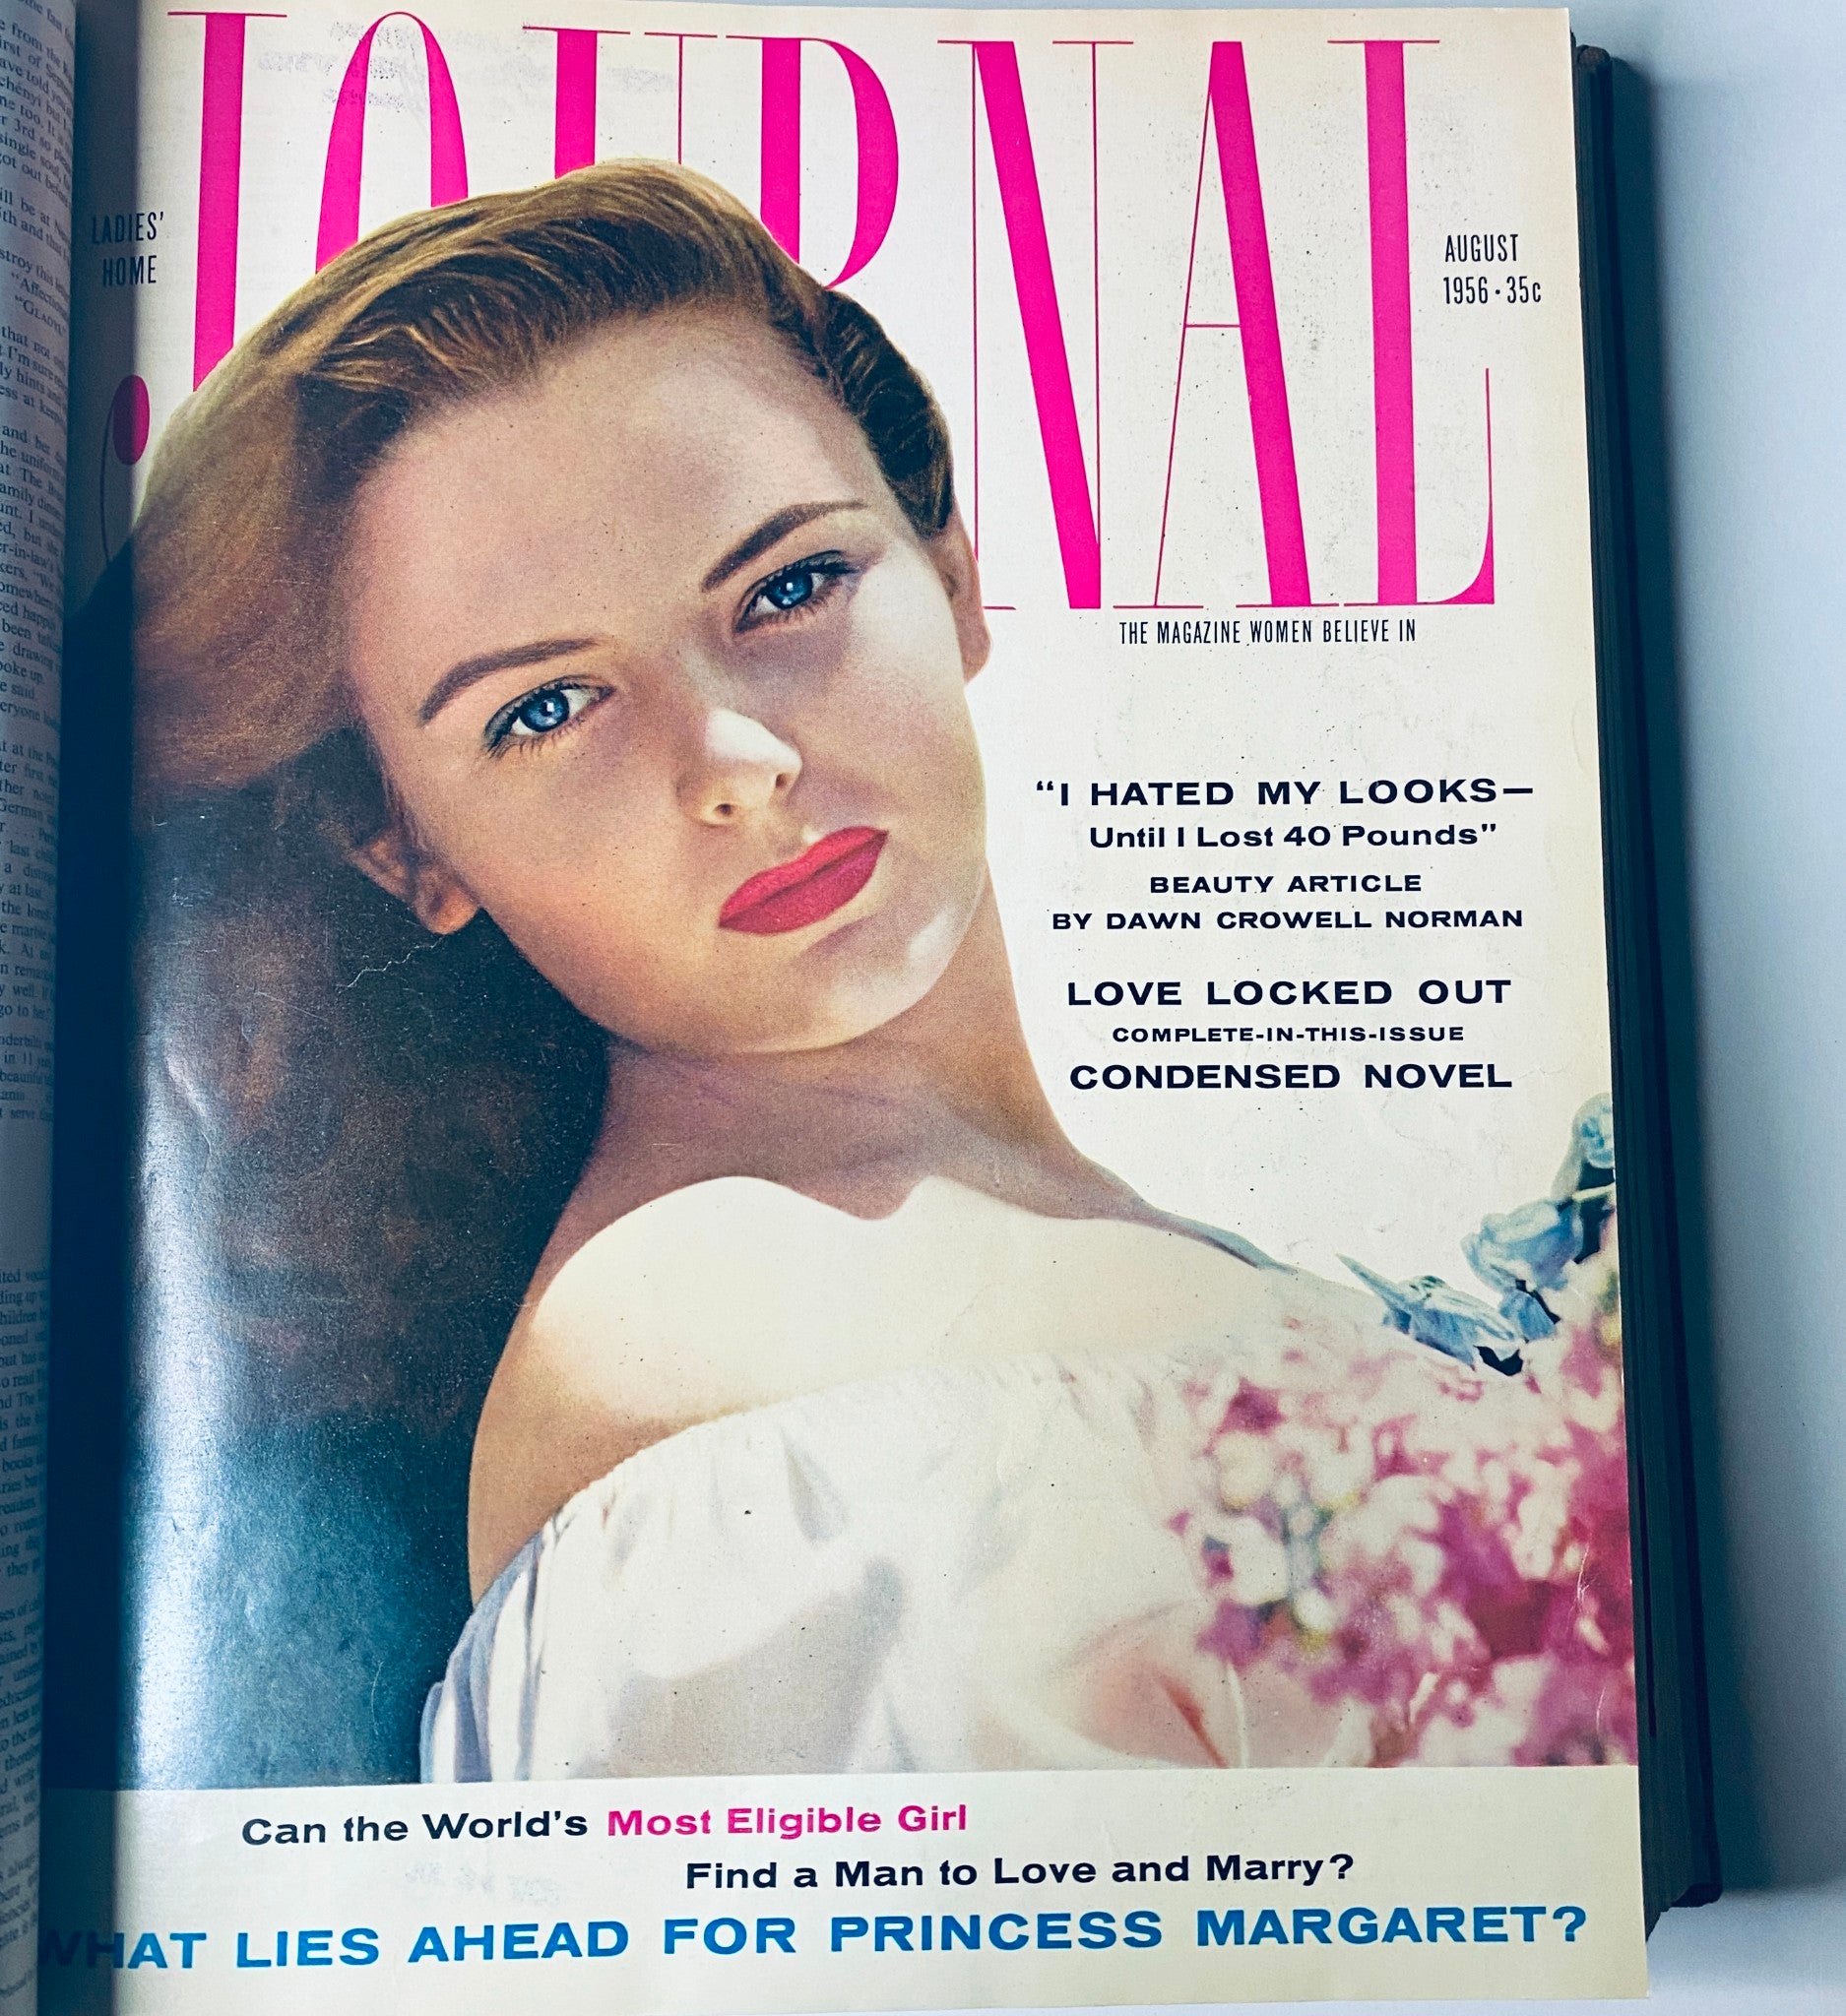 JOURNAL
LADIES'
HOME
AUGUST
1956 · 35c
THE MAGAZINE WOMEN BELIEVE IN
“I HATED MY LOOKS—
Until I Lost 40 Pounds”
BEAUTY ARTICLE
BY DAWN CROWELL NORMAN
LOVE LOCKED OUT
COMPLETE-IN-THIS-ISSUE
CONDENSED NOVEL
Can the World's Most Eligible Girl
Find a Man to Love and Marry?
WHAT LIES AHEAD FOR PRINCESS MARGARET?